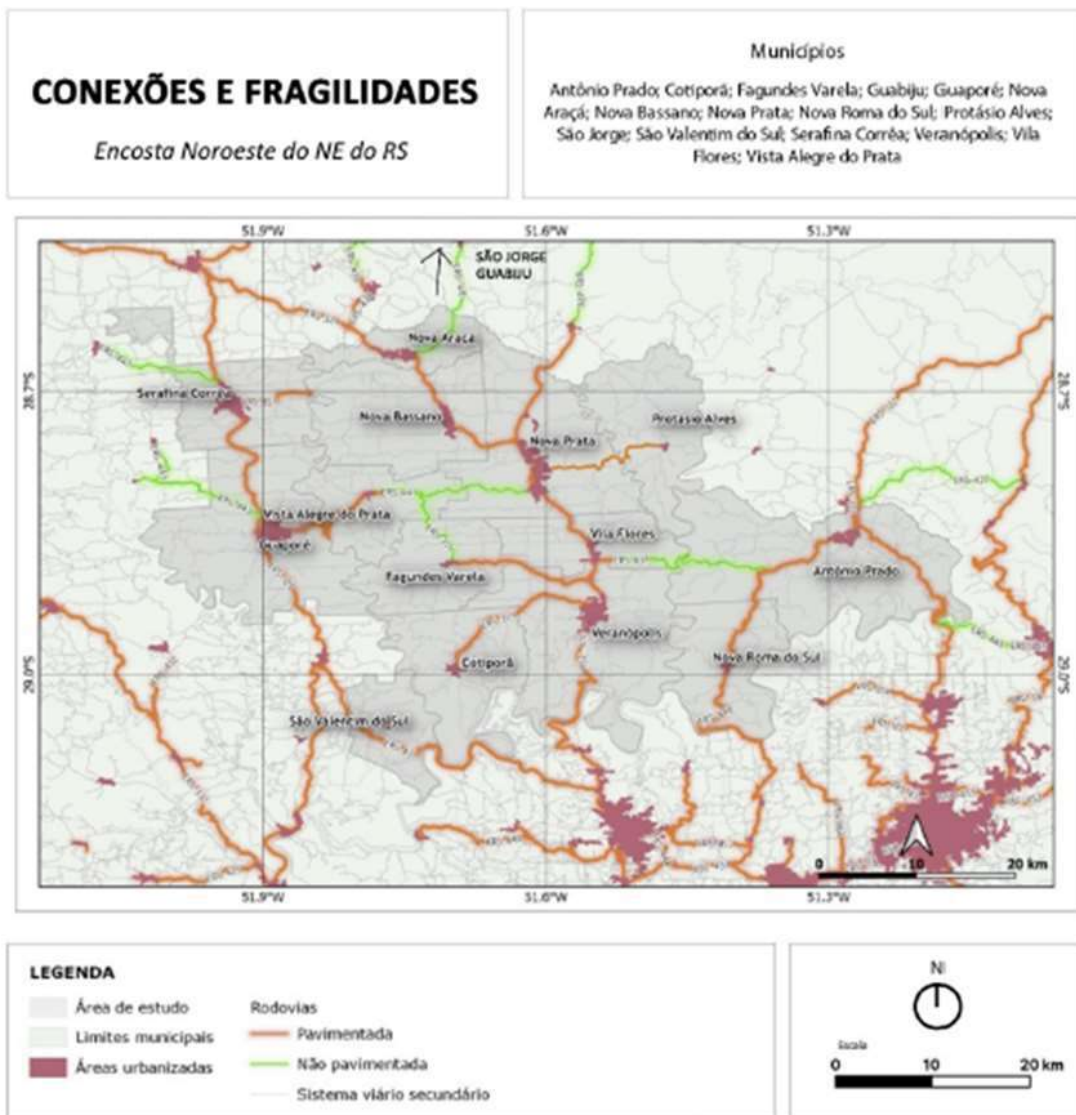 CONEXÕES E FRAGILIDADES
Encosta Noroeste do NE do RS
Municípios
Antônio Prado; Cotiporã; Fagundes Varela; Guabiju; Guaporé; Nova
Araçá; Nova Bassano; Nova Prata; Nova Roma do Sul; Protásio Alves;
São Jorge; São Valentim do Sul; Serafina Corrêa; Veranópolis; Vila
Flores; Vista Alegre do Prata
51.9°W
51.6°W
51.3°W
SÃO JORGE
GUABIJU
Nova Araçá
28.7°S
28.7°S
Serafina Corrêa
Nova Bassano
Protásio Alves
Nova Prata
Vista Alegre do Prata
Guaporé
Vila Flores
Fagundes Varela
Antônio Prado
Veranópolis
Cotiporã
Nova Roma do Sul
29.0°S
29.0°S
São Valentim do Sul
0 10 20 km
51.9°W
51.6°W
51.3°W
LEGENDA
Área de estudo
Limites municipais
Áreas urbanizadas
Rodovias
Pavimentada
Não pavimentada
Sistema viário secundário
N
Escala
0 10 20 km